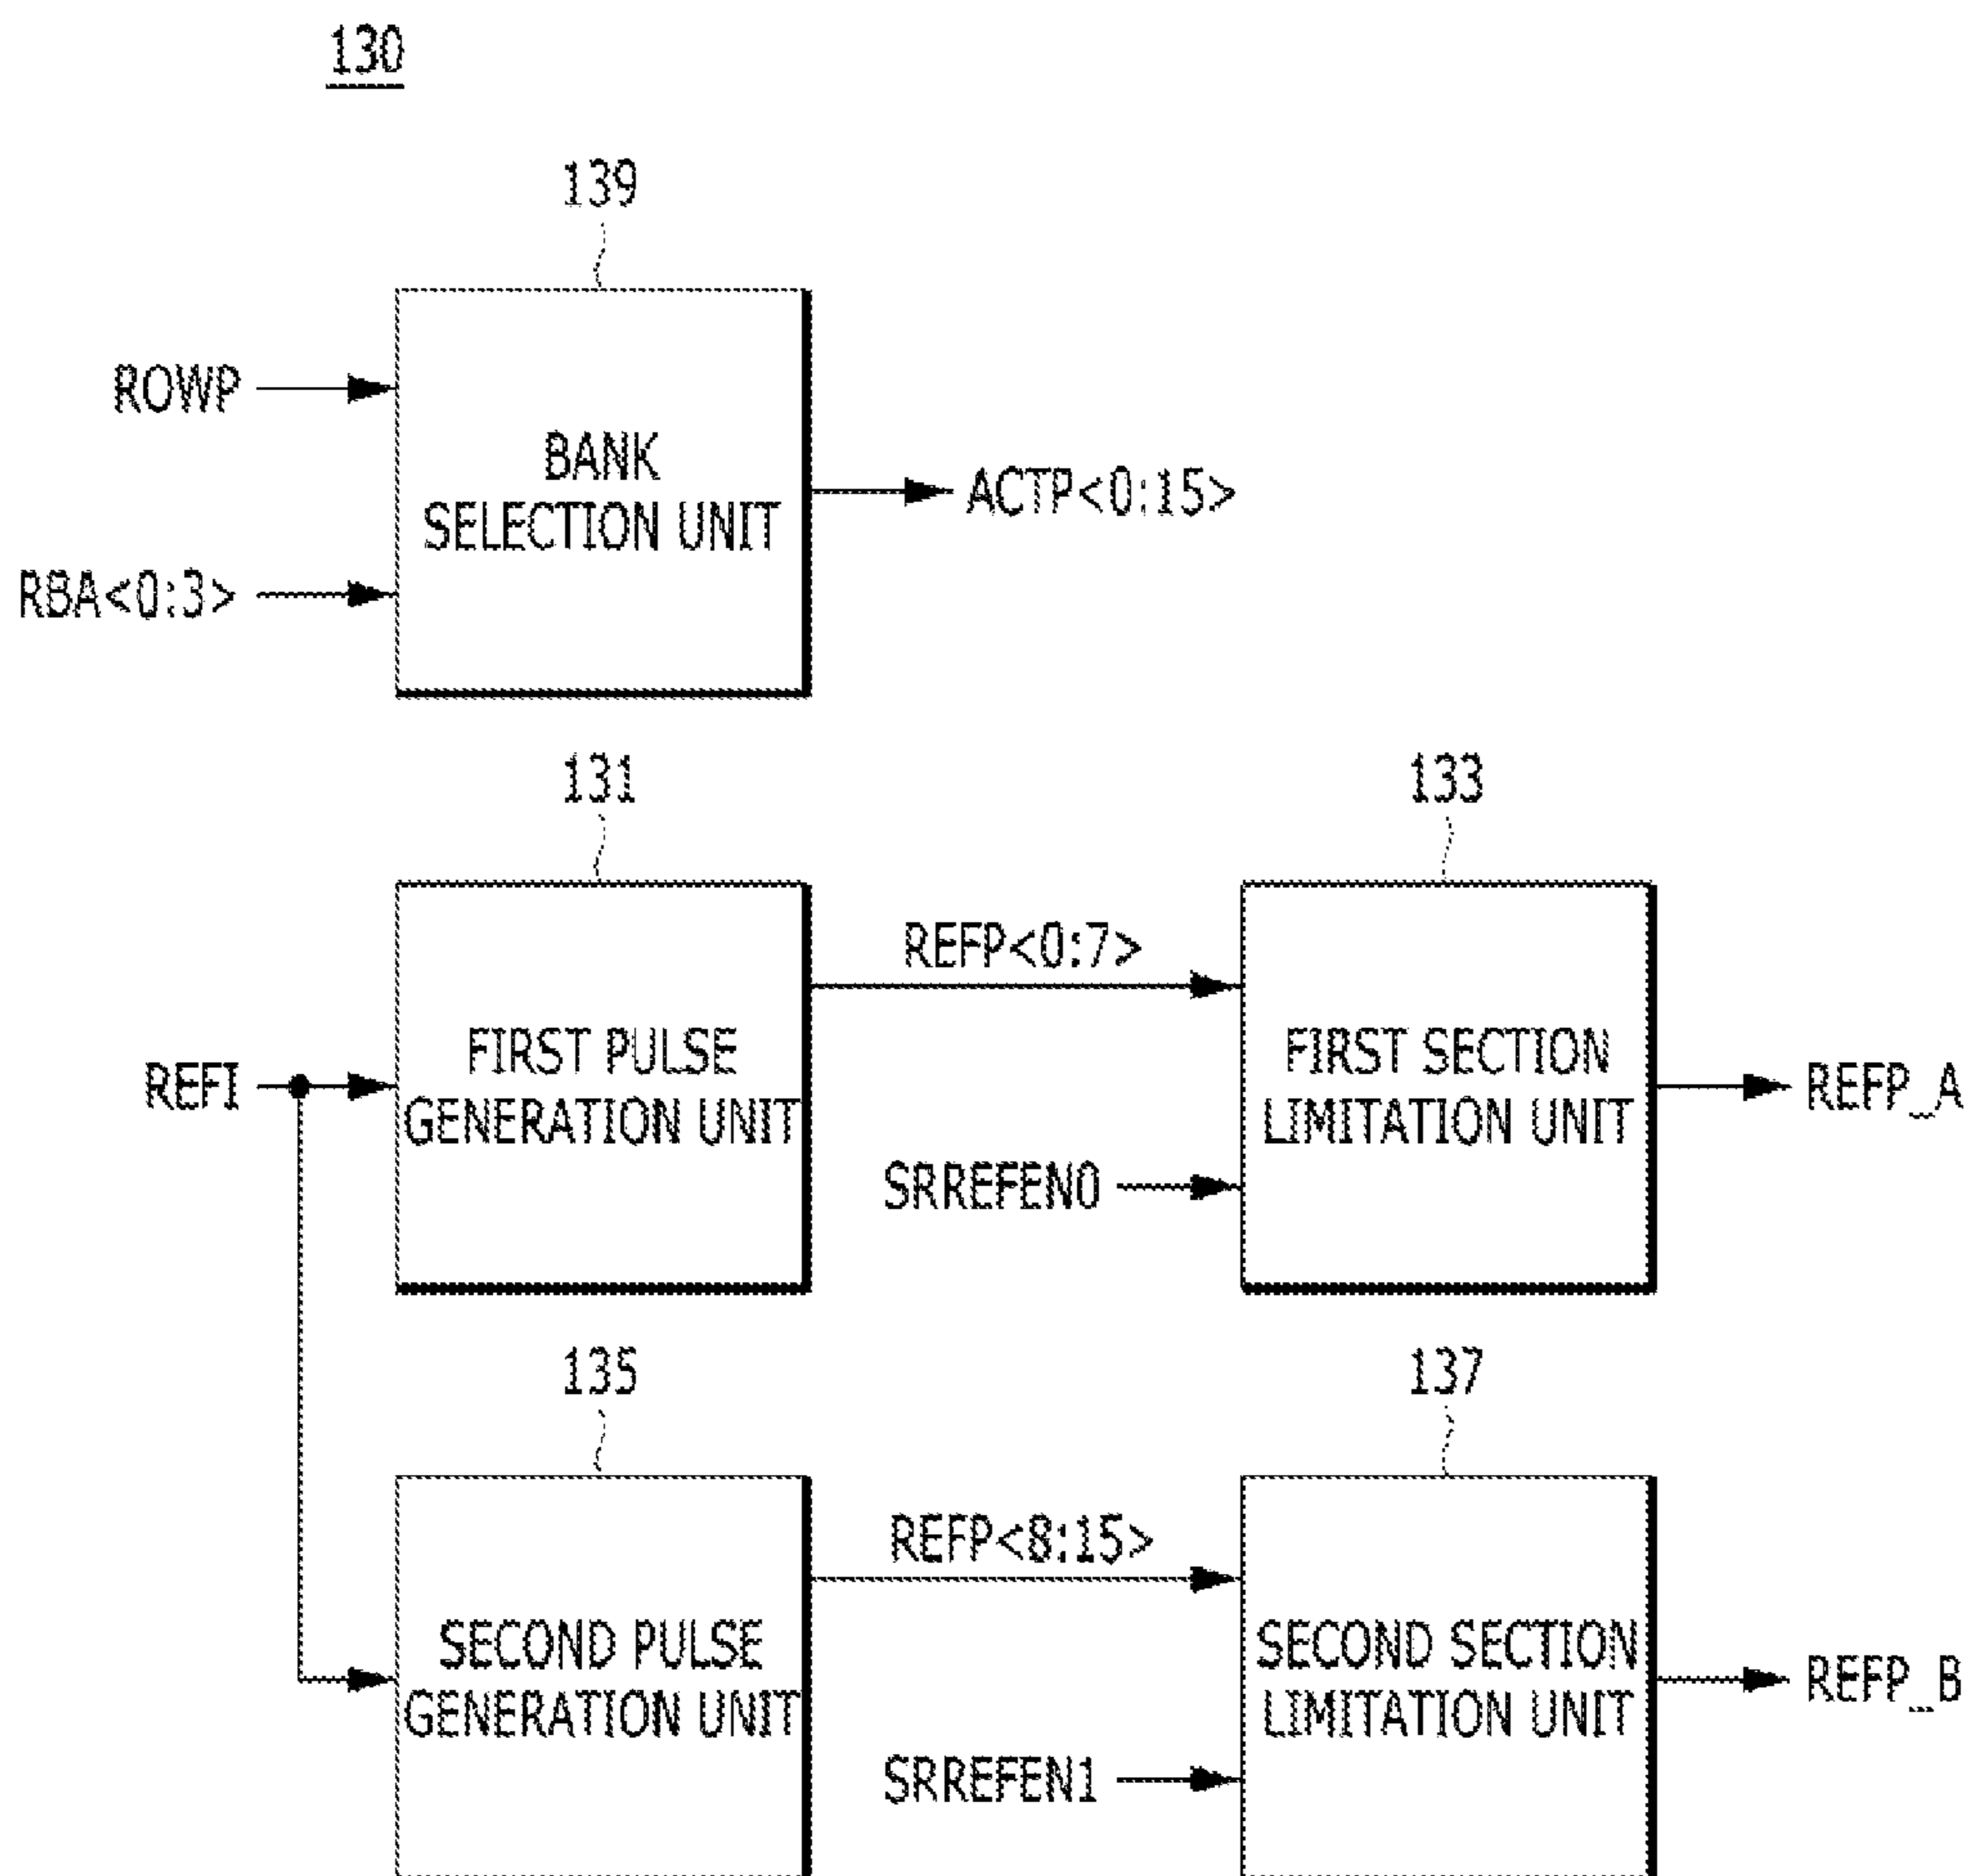 130
139
ROWP
BANK
SELECTION UNIT
ACTP<0:15>
RBA<0:3>
131
133
REFP<0:7>
FIRST PULSE
GENERATION UNIT
FIRST SECTION
LIMITATION UNIT
REFI
REFP_A
SRREFEN0
135
137
REFP<8:15>
SECOND PULSE
GENERATION UNIT
SECOND SECTION
LIMITATION UNIT
REFP_B
SRREFEN1